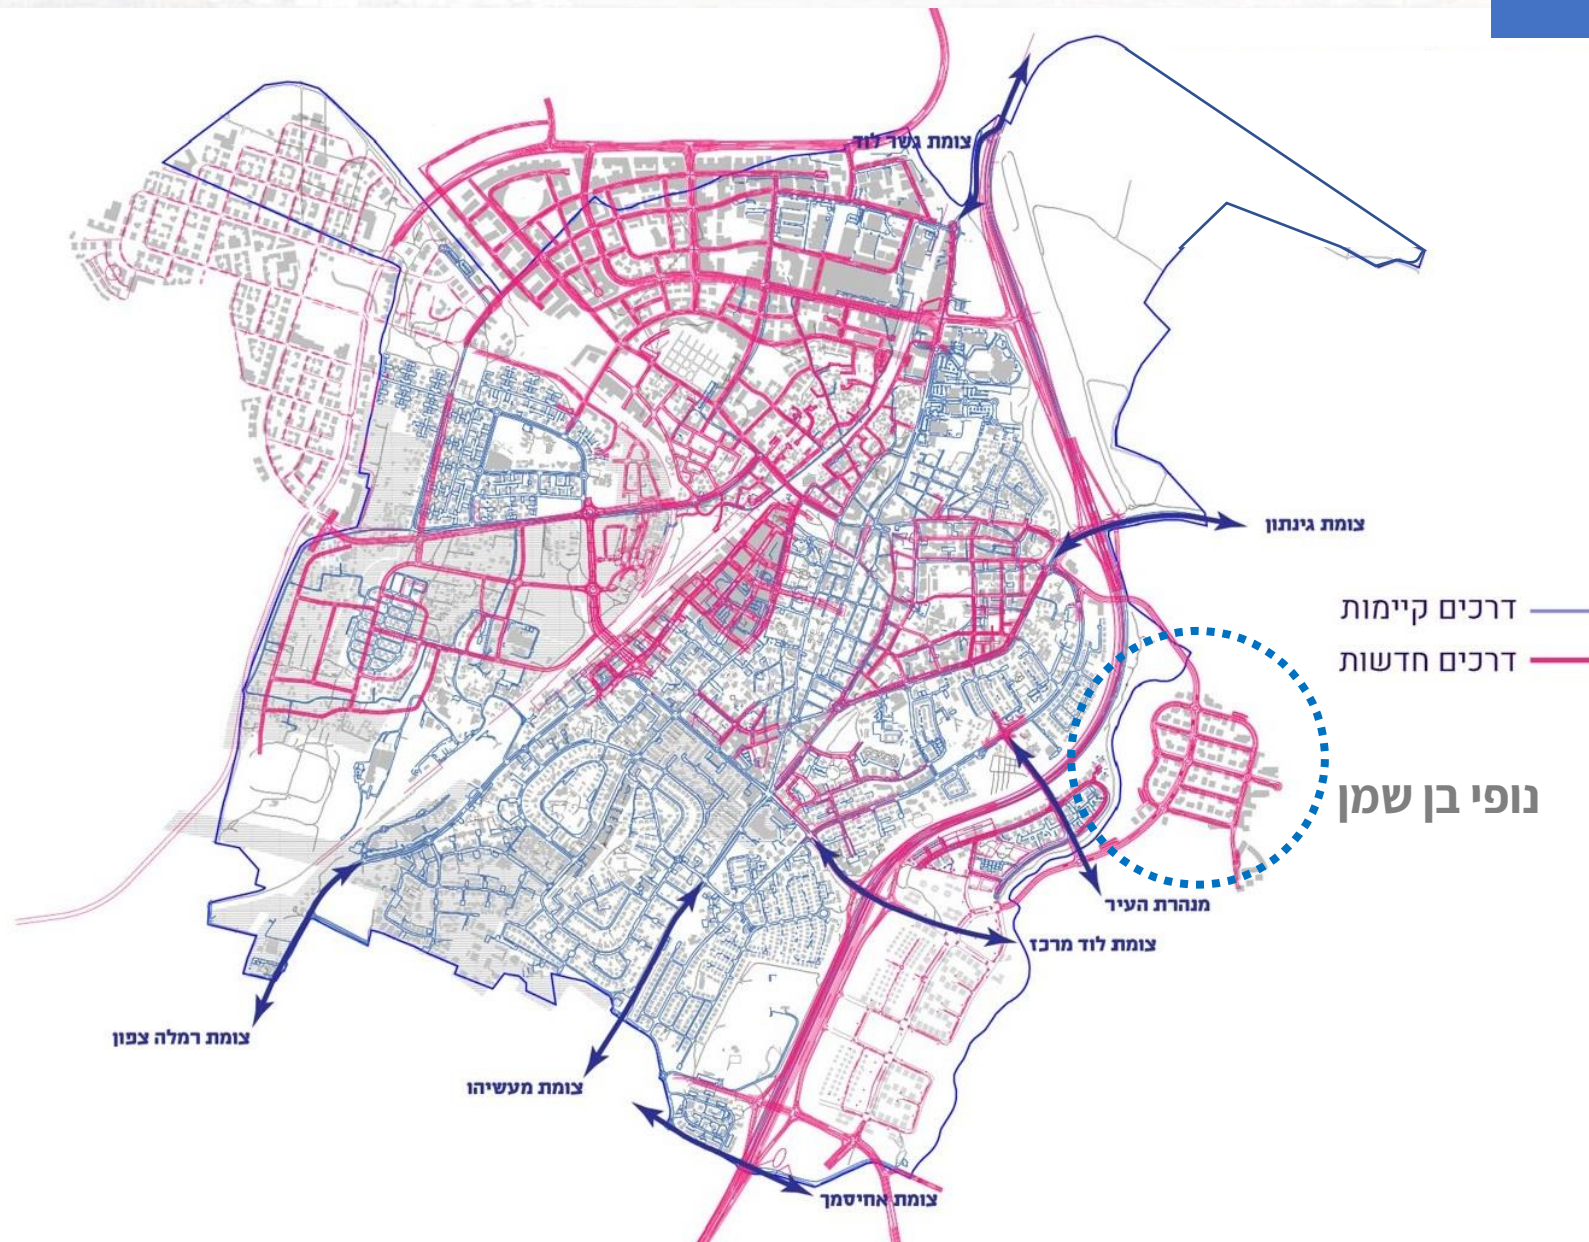 צומת גשר לוד
צומת גינתון
דרכים קיימות
דרכים חדשות
נופי בן שמן
מנהרת העיר
צומת לוד מרכז
צומת רמלה צפון
צומת מעשיהו
צומת אחיסמך